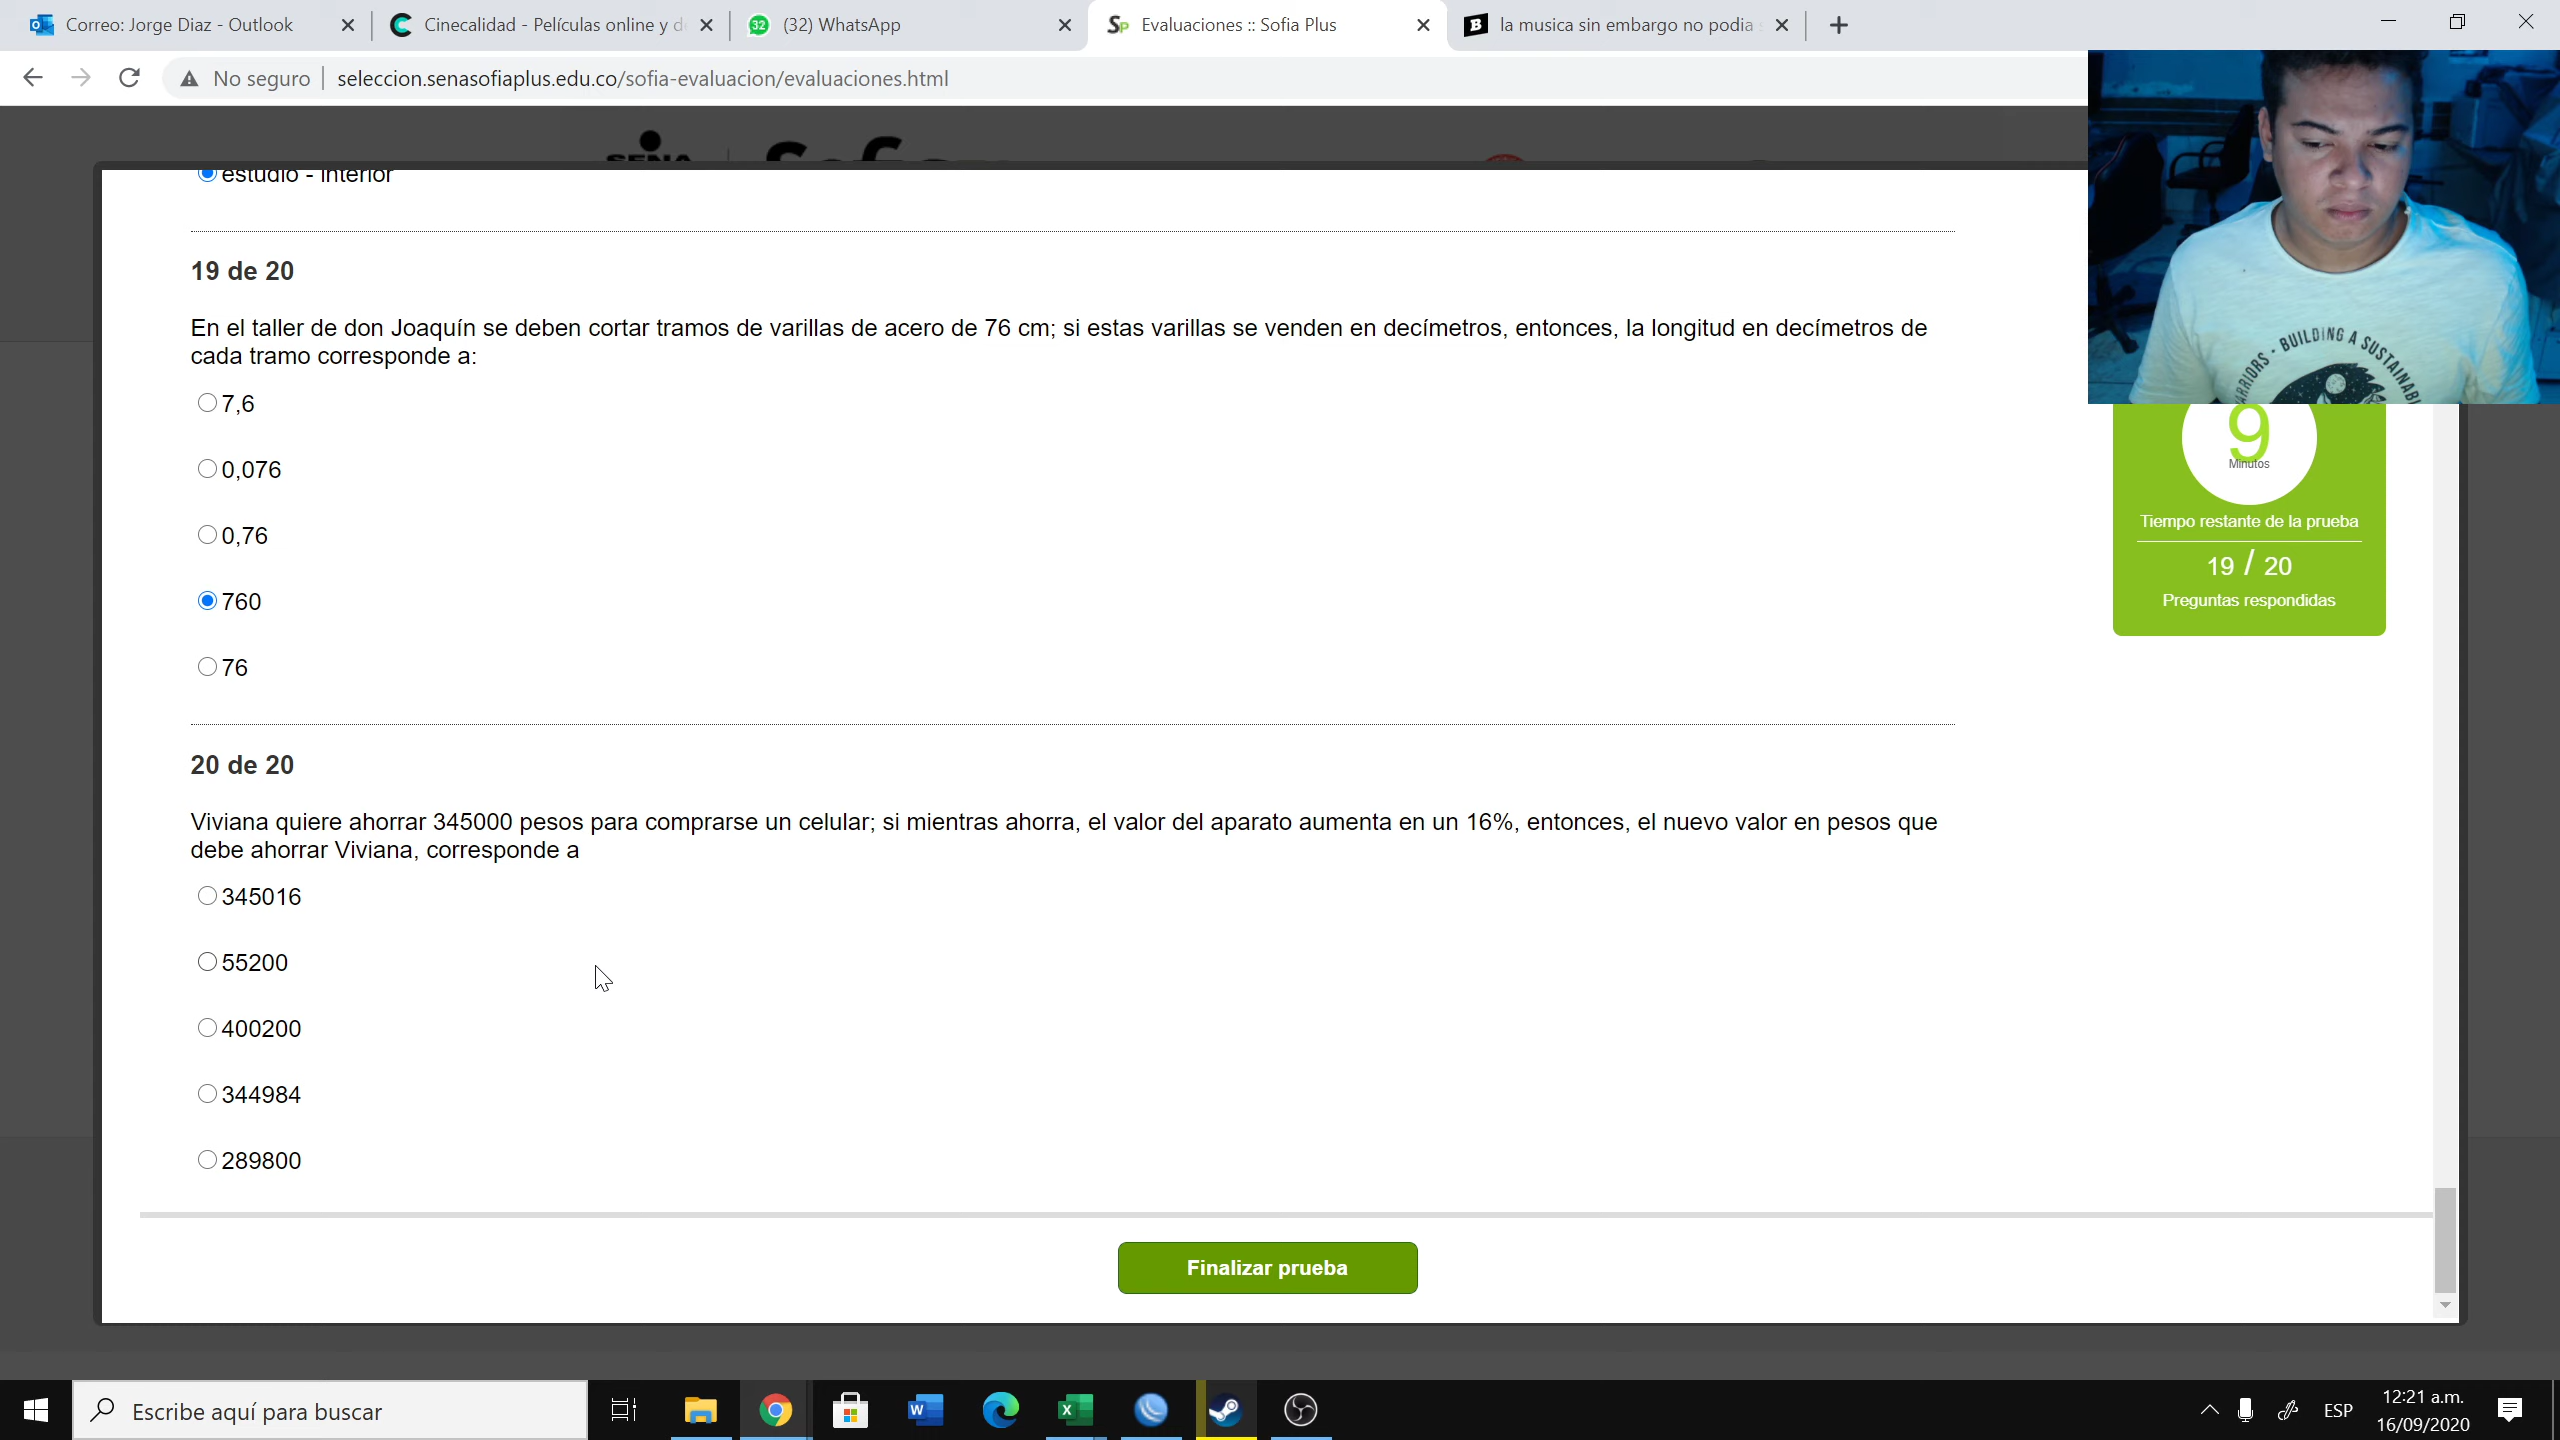 Correo: Jorge Diaz - Outlook
Cinecalidad - Películas online y d
32
(32) WhatsApp
Sp
Evaluaciones :: Sofia Plus
B
la musica sin embargo no podia
No seguro
seleccion.senasofiaplus.edu.co/sofia-evaluacion/evaluaciones.html
SENA
estudio - interior
19 de 20
En el taller de don Joaquín se deben cortar tramos de varillas de acero de 76 cm; si estas varillas se venden en decímetros, entonces, la longitud en decímetros de
cada tramo corresponde a:
7,6
0,076
0,76
760
76
BUILDING A SUSTAINABL
9
Minutos
Tiempo restante de la prueba
19 / 20
Preguntas respondidas
20 de 20
Viviana quiere ahorrar 345000 pesos para comprarse un celular; si mientras ahorra, el valor del aparato aumenta en un 16%, entonces, el nuevo valor en pesos que
debe ahorrar Viviana, corresponde a
345016
55200
400200
344984
289800
Finalizar prueba
Escribe aquí para buscar
ESP
12:21 a.m.
16/09/2020